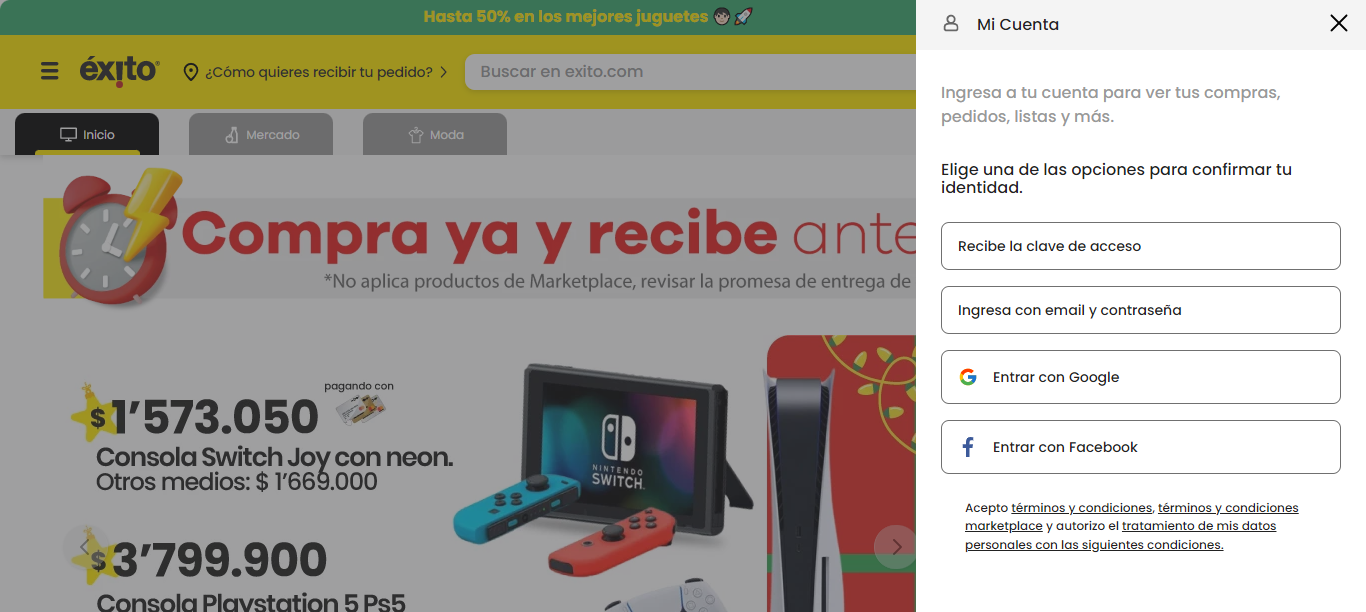 Hasta 50% en los mejores juguetes
Mi Cuenta
éxito
¿Cómo quieres recibir tu pedido?
Buscar en exito.com
Ingresa a tu cuenta para ver tus compras,
pedidos, listas y más.
Inicio
Mercado
Moda
Elige una de las opciones para confirmar tu
identidad.
Compra ya y recibe ante
*No aplica productos de Marketplace, revisar la promesa de entrega de
Recibe la clave de acceso
Ingresa con email y contraseña
Entrar con Google
Entrar con Facebook
pagando con
$1’573.050
Consola Switch Joy con neon.
Otros medios: $ 1’669.000
NINTENDO
SWITCH
$3’799.900
Consola Playstation 5 Ps5
Acepto términos y condiciones, términos y condiciones
marketplace y autorizo el tratamiento de mis datos
personales con las siguientes condiciones.